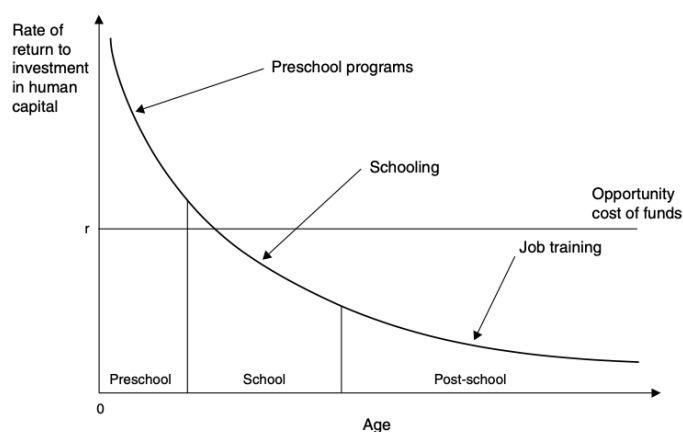 Rate of
return to
investment
in human
capital
Preschool programs
Schooling
Opportunity
cost of funds
r
Job training
Preschool
School
Post-school
0
Age